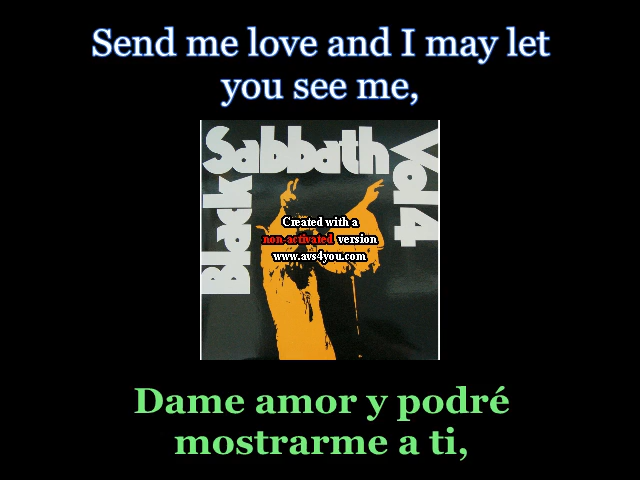 Send me love and I may let
you see me,
Black
Sabbath
Vol 4
Created with a
non-activated version
www.avs4you.com
Dame amor y podré
mostrarme a ti,